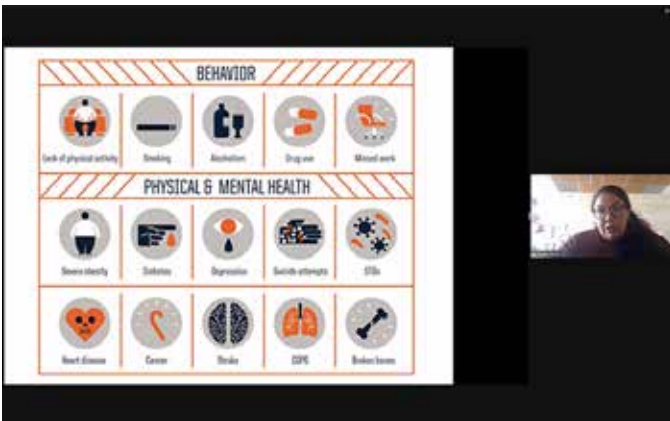 BEHAVIOR
Lack of physical activity Smoking Alcoholism Drug use Missed work
PHYSICAL & MENTAL HEALTH
Severe obesity Diabetes Depression Suicide attempts STDs
Heart disease Cancer Stroke COPD Broken bones